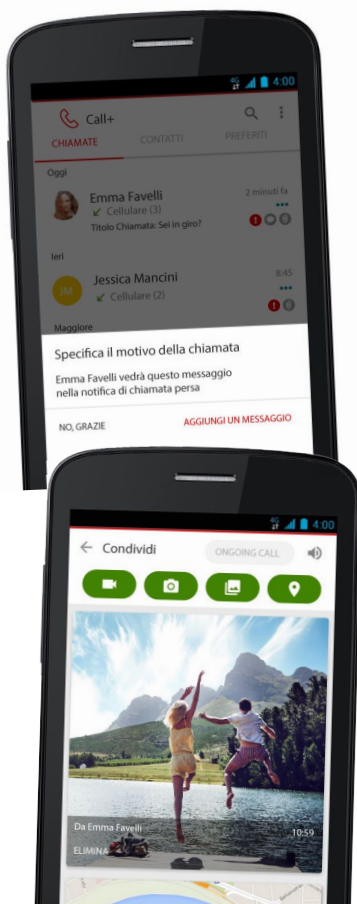 4G 4:00
Call+
CHIAMATE CONTATTI PREFERITI
Oggi
Emma Favelli 2 minuti fa
Cellulare (3)
Titolo Chiamata: Sei in giro?
Ieri
JM Jessica Mancini 8:45
Cellulare (2)
Maggiore
Specifica il motivo della chiamata
Emma Favelli vedrà questo messaggio
nella notifica di chiamata persa
NO, GRAZIE AGGIUNGI UN MESSAGGIO
4G 4:00
Condividi ONGOING CALL
Da Emma Favelli 10:59
ELIMINA